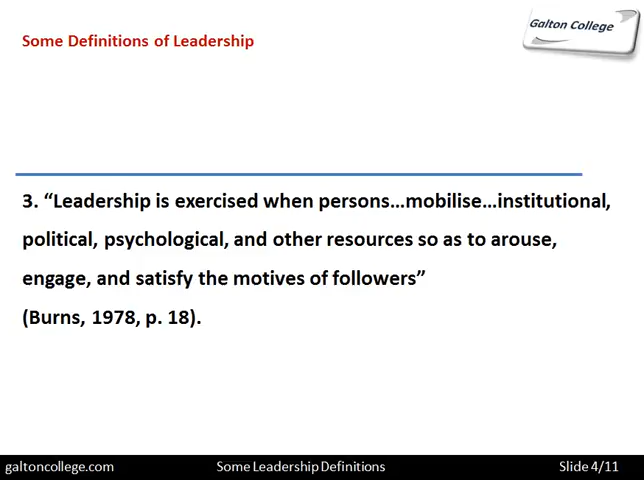 Some Definitions of Leadership
Galton College
3. “Leadership is exercised when persons…mobilise…institutional,
political, psychological, and other resources so as to arouse,
engage, and satisfy the motives of followers”
(Burns, 1978, p. 18).
galtoncollege.com
Some Leadership Definitions
Slide 4/11